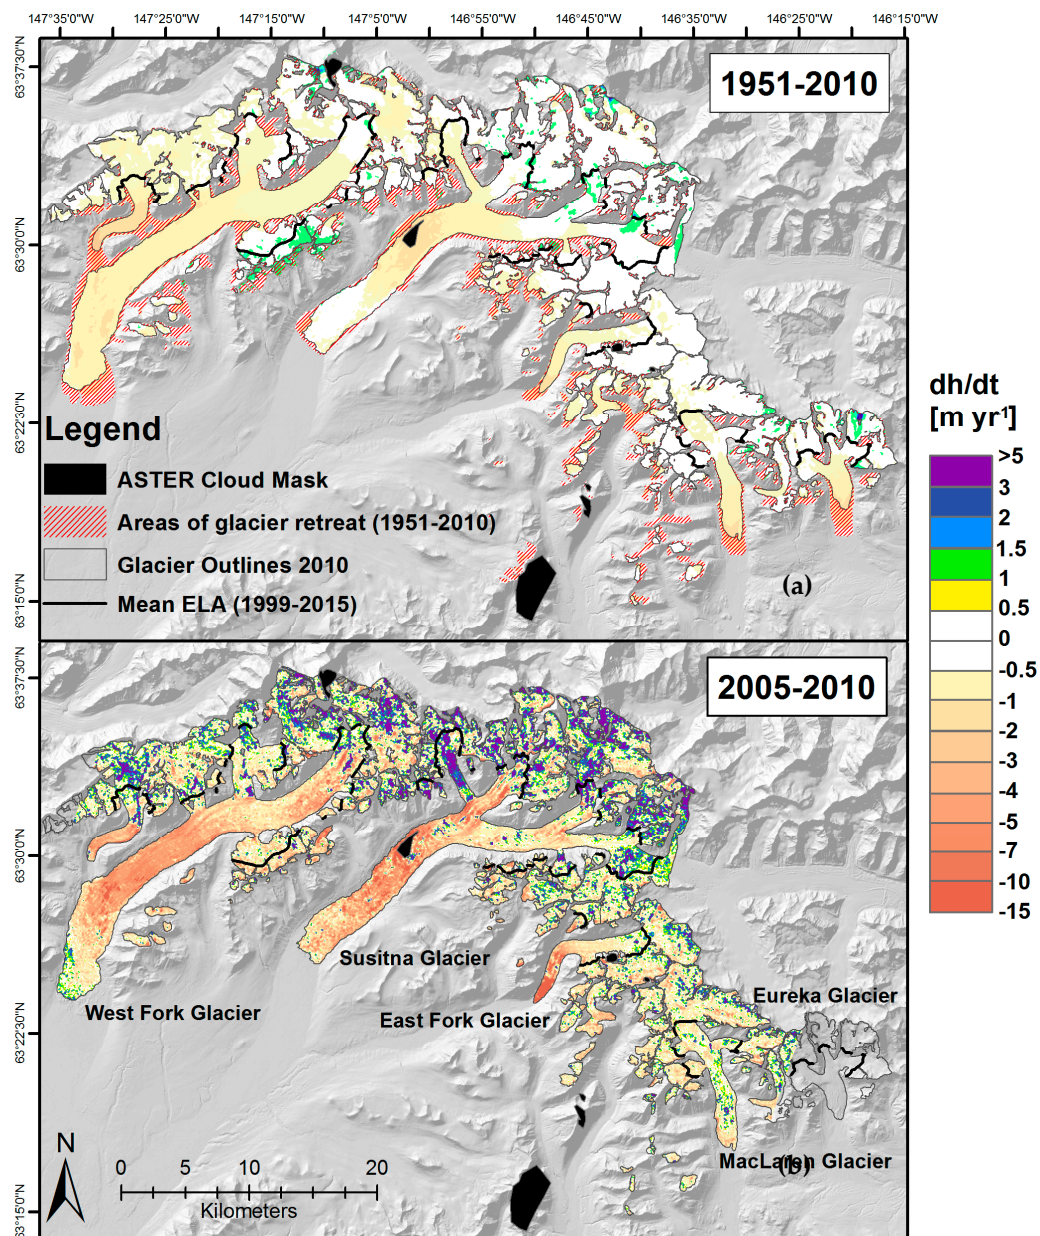 147°35'0"W 147°25'0"W 147°15'0"W 147°5'0"W 146°55'0"W 146°45'0"W 146°35'0"W 146°25'0"W 146°15'0"W
63°37'30"N
1951-2010
63°30'0"N
63°22'30"N
Legend
ASTER Cloud Mask
Areas of glacier retreat (1951-2010)
Glacier Outlines 2010
Mean ELA (1999-2015)
63°15'0"N
(a)
dh/dt
[m yr⁻¹]
>5
3
2
1.5
1
0.5
0
-0.5
-1
-2
-3
-4
-5
-7
-10
-15
63°37'30"N
2005-2010
63°30'0"N
Susitna Glacier
West Fork Glacier
East Fork Glacier
Eureka Glacier
63°22'30"N
MacLaren Glacier
(b)
N
0 5 10 20
Kilometers
63°15'0"N